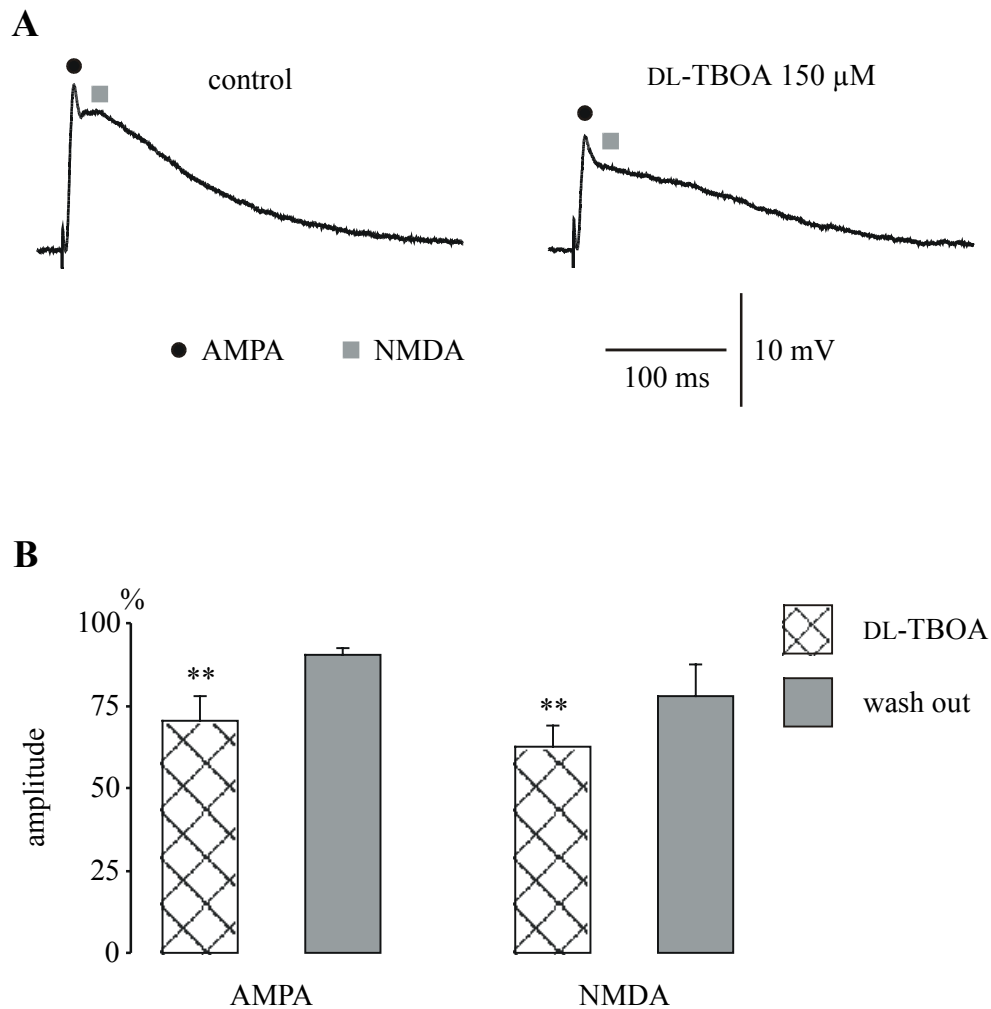 A
control
DL-TBOA 150 µM
AMPA
NMDA
100 ms
10 mV
B
%
100
75
50
25
0
amplitude
**
**
AMPA
NMDA
DL-TBOA
wash out